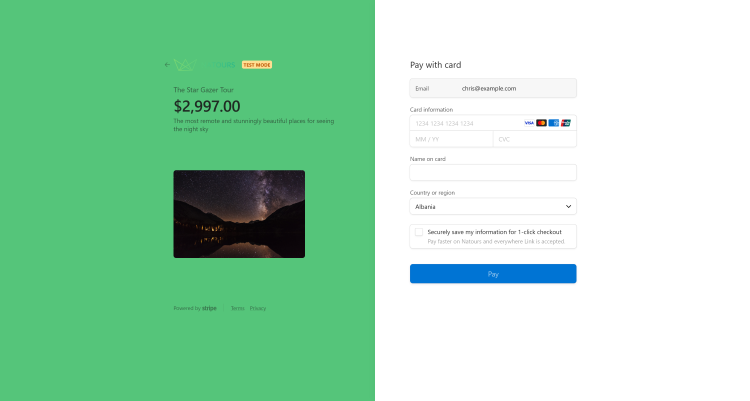 TEST MODE
The Star Gazer Tour
$2,997.00
The most remote and stunningly beautiful places for seeing
the night sky
Powered by stripe
Terms Privacy
Pay with card
Email chris@example.com
Card information
1234 1234 1234 1234 VISA
MM / YY CVC
Name on card
Country or region
Albania
Securely save my information for 1-click checkout
Pay faster on Natours and everywhere Link is accepted.
Pay